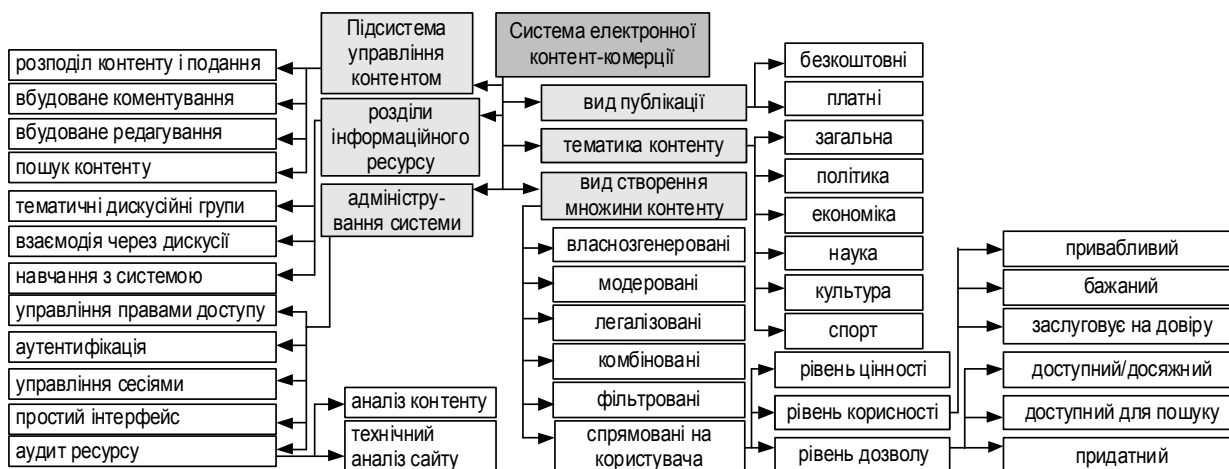 Система електронної
контент-комерції
Підсистема
управління
контентом
розділи
інформаційного
ресурсу
адміністру-
вання системи
розподіл контенту і подання
вбудоване коментування
вбудоване редагування
пошук контенту
тематичні дискусійні групи
взаємодія через дискусії
навчання з системою
управління правами доступу
аутентифікація
управління сесіями
простий інтерфейс
аудит ресурсу
аналіз контенту
технічний
аналіз сайту
вид публікації
тематика контенту
вид створення
множини контенту
власнозгенеровані
модеровані
легалізовані
комбіновані
фільтровані
спрямовані на
користувача
безкоштовні
платні
загальна
політика
економіка
наука
культура
спорт
рівень цінності
рівень корисності
рівень дозволу
привабливий
бажаний
заслуговує на довіру
доступний/досяжний
доступний для пошуку
придатний